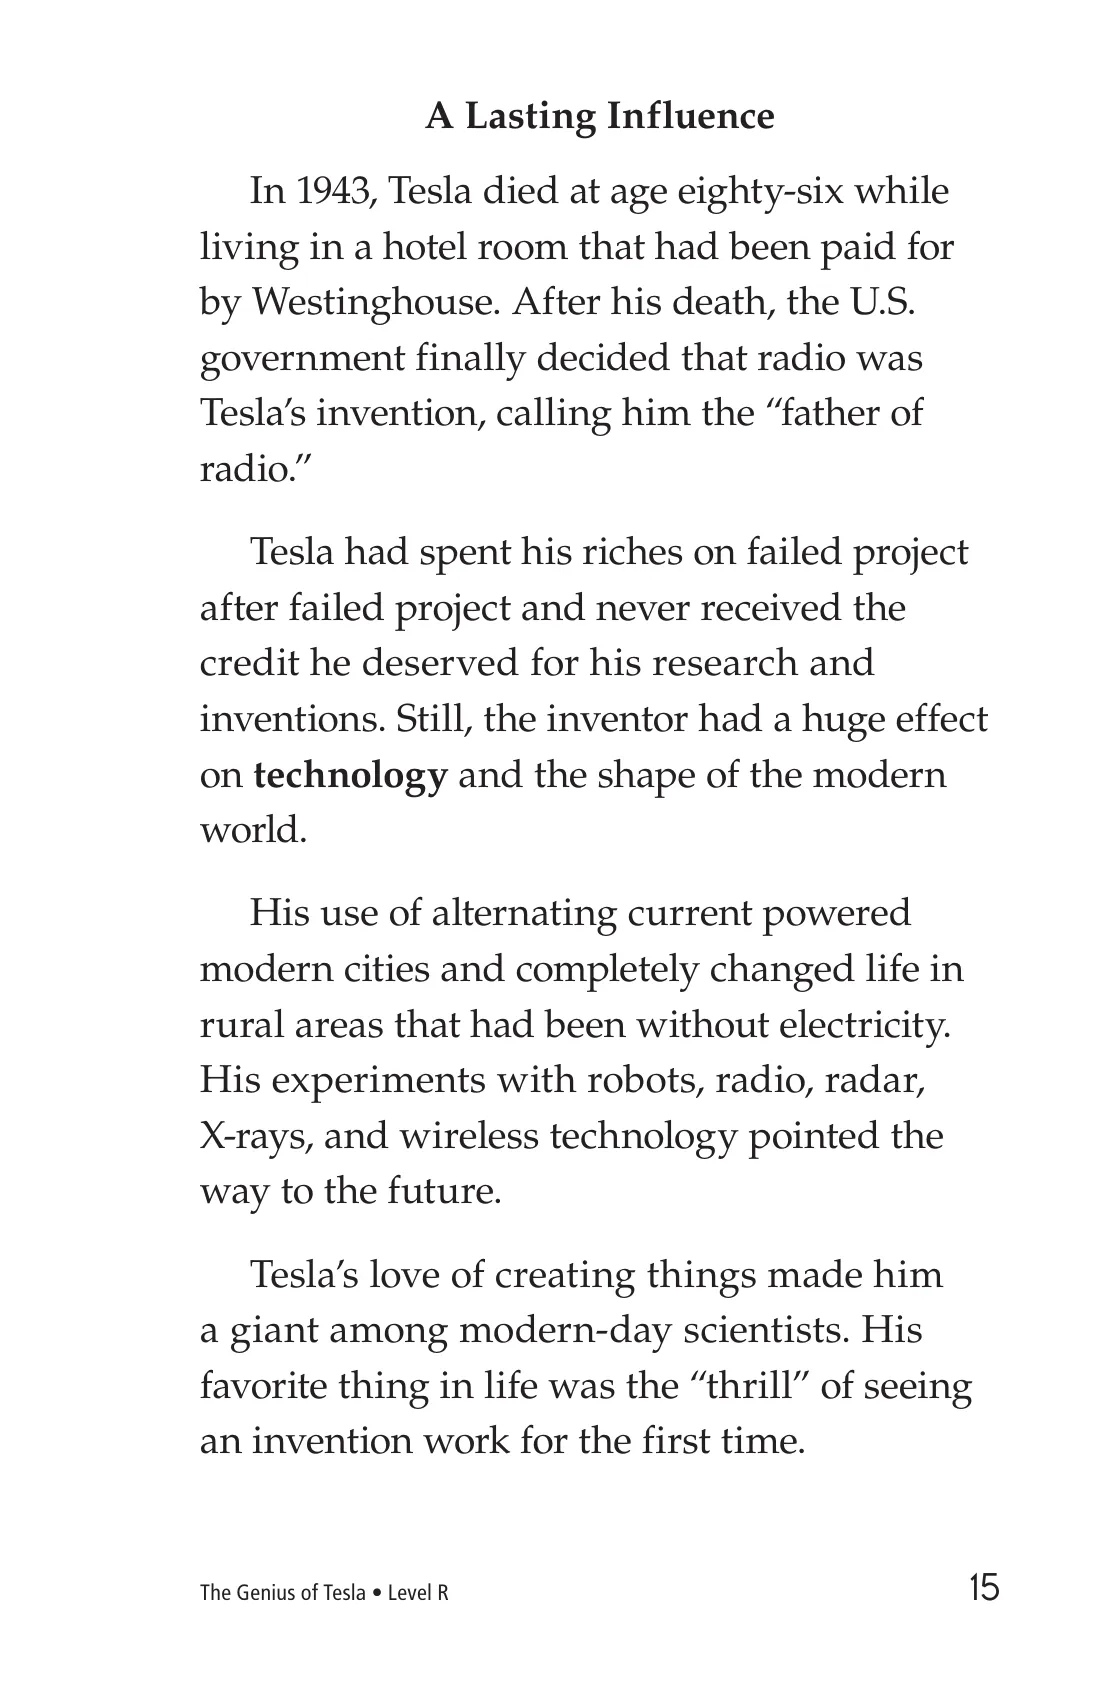 A Lasting Influence
In 1943, Tesla died at age eighty-six while
living in a hotel room that had been paid for
by Westinghouse. After his death, the U.S.
government finally decided that radio was
Tesla’s invention, calling him the “father of
radio.”
Tesla had spent his riches on failed project
after failed project and never received the
credit he deserved for his research and
inventions. Still, the inventor had a huge effect
on technology and the shape of the modern
world.
His use of alternating current powered
modern cities and completely changed life in
rural areas that had been without electricity.
His experiments with robots, radio, radar,
X-rays, and wireless technology pointed the
way to the future.
Tesla’s love of creating things made him
a giant among modern-day scientists. His
favorite thing in life was the “thrill” of seeing
an invention work for the first time.
The Genius of Tesla • Level R
15